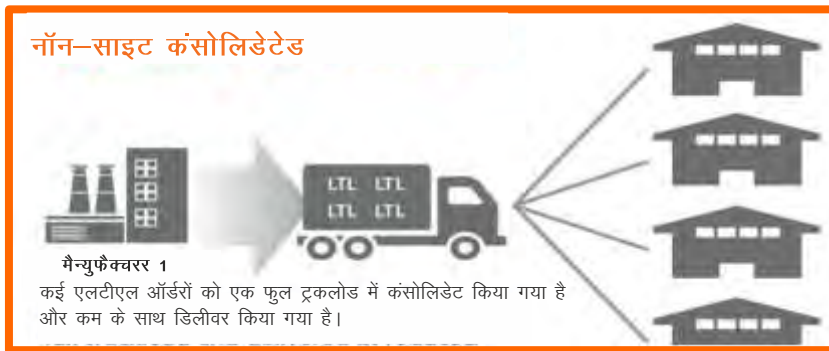 नॉन–साइट कंसोलिडेटेड
LTL LTL
LTL LTL
मैन्युफैक्चरर 1
कई एलटीएल ऑर्डरों को एक फुल ट्रकलोड में कंसोलिडेट किया गया है
और कम के साथ डिलीवर किया गया है।